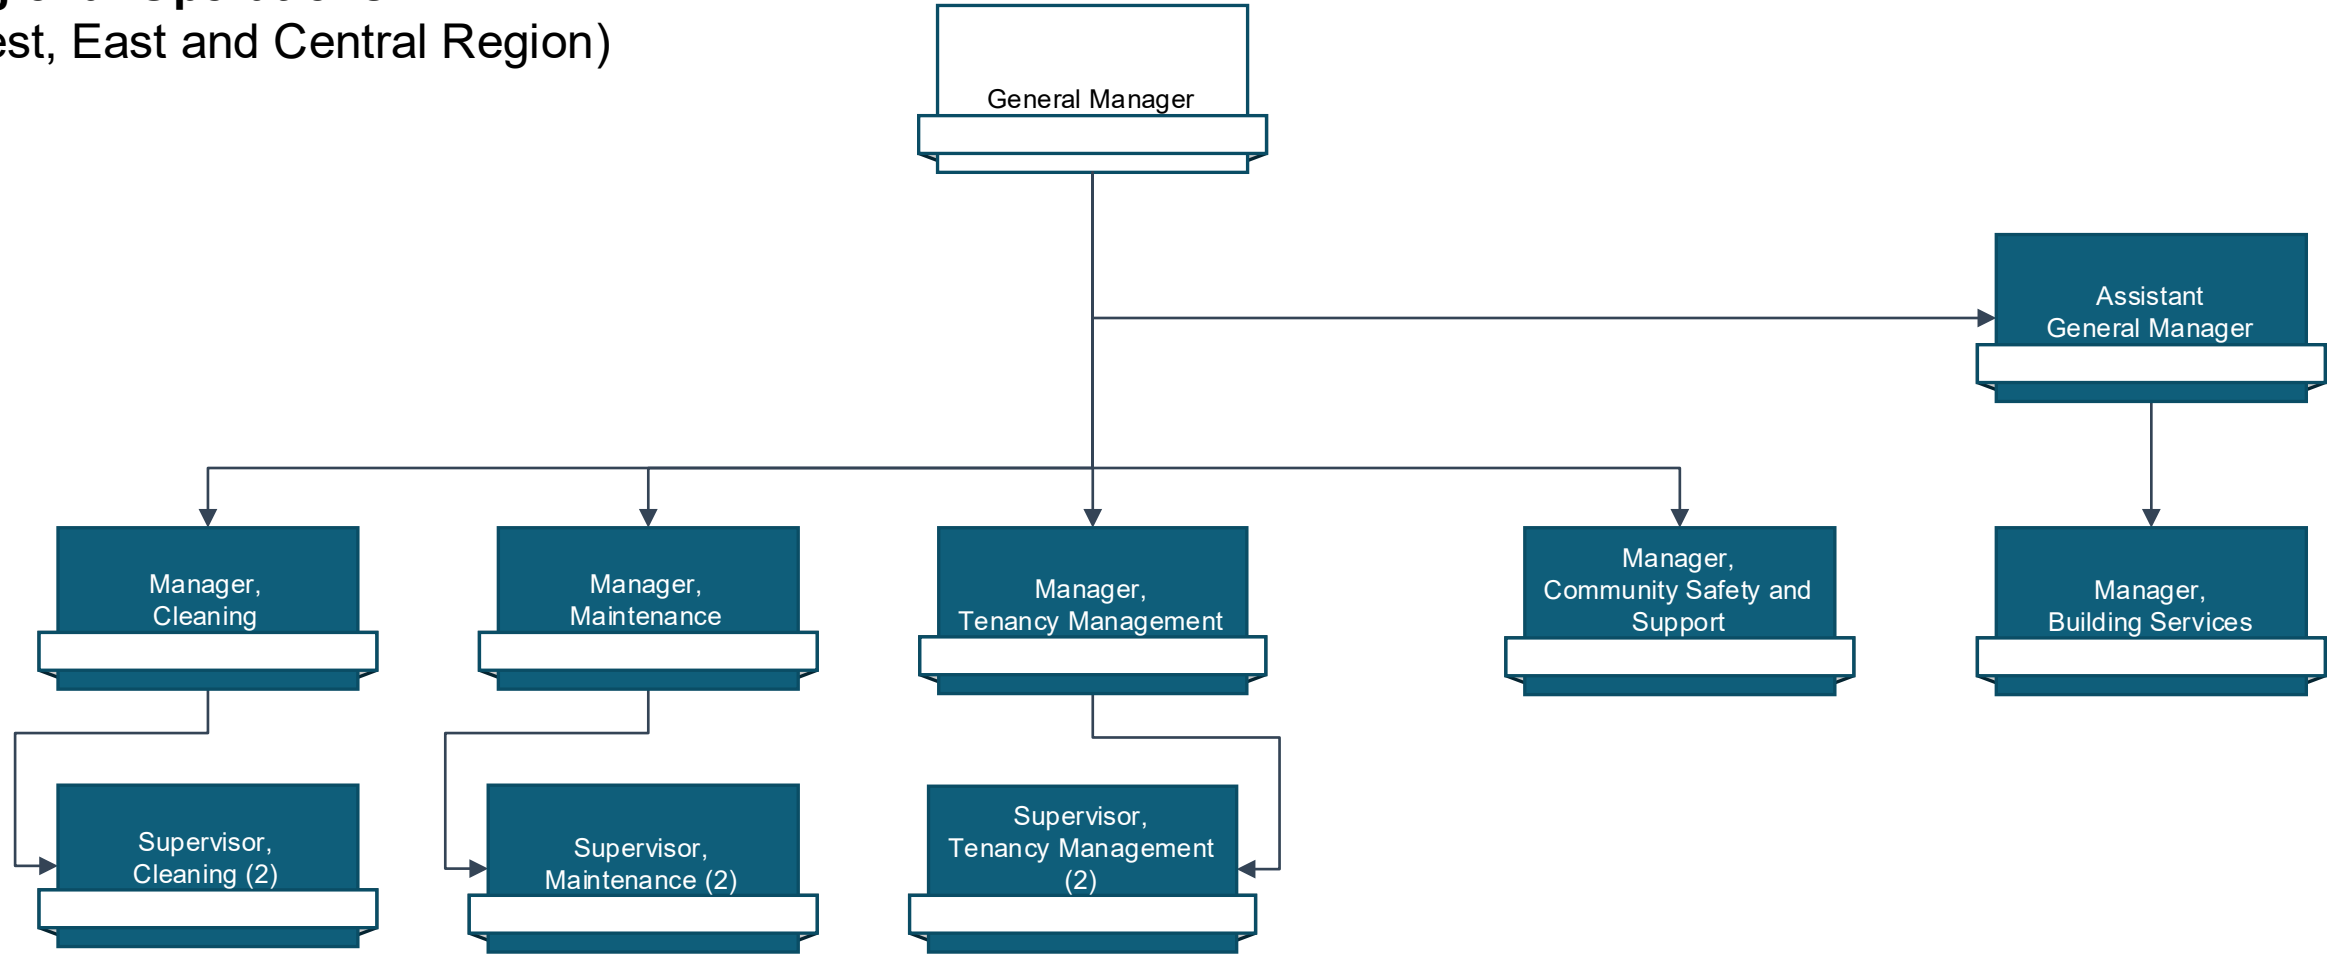 est, East and Central Region)
General Manager
Assistant
General Manager
Manager,
Cleaning
Manager,
Maintenance
Manager,
Tenancy Management
Manager,
Community Safety and
Support
Manager,
Building Services
Supervisor,
Cleaning (2)
Supervisor,
Maintenance (2)
Supervisor,
Tenancy Management
(2)